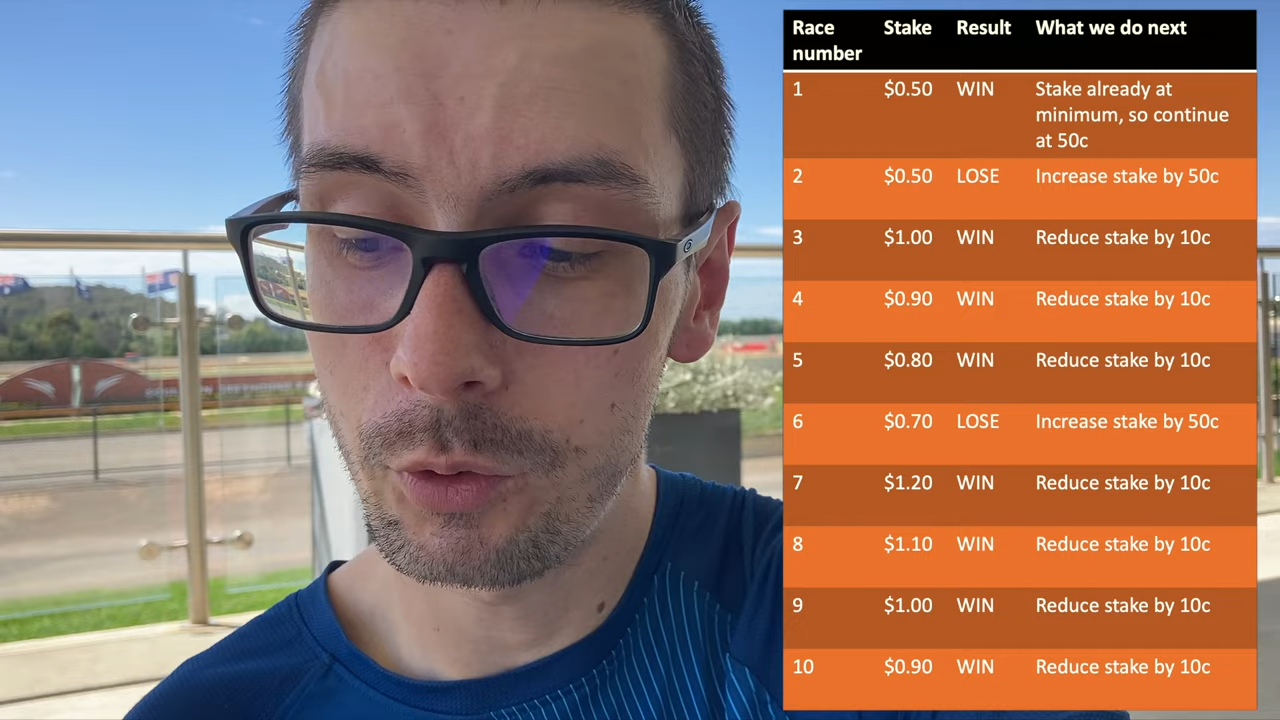 Race number Stake Result What we do next
1 $0.50 WIN Stake already at minimum, so continue at 50c
2 $0.50 LOSE Increase stake by 50c
3 $1.00 WIN Reduce stake by 10c
4 $0.90 WIN Reduce stake by 10c
5 $0.80 WIN Reduce stake by 10c
6 $0.70 LOSE Increase stake by 50c
7 $1.20 WIN Reduce stake by 10c
8 $1.10 WIN Reduce stake by 10c
9 $1.00 WIN Reduce stake by 10c
10 $0.90 WIN Reduce stake by 10c